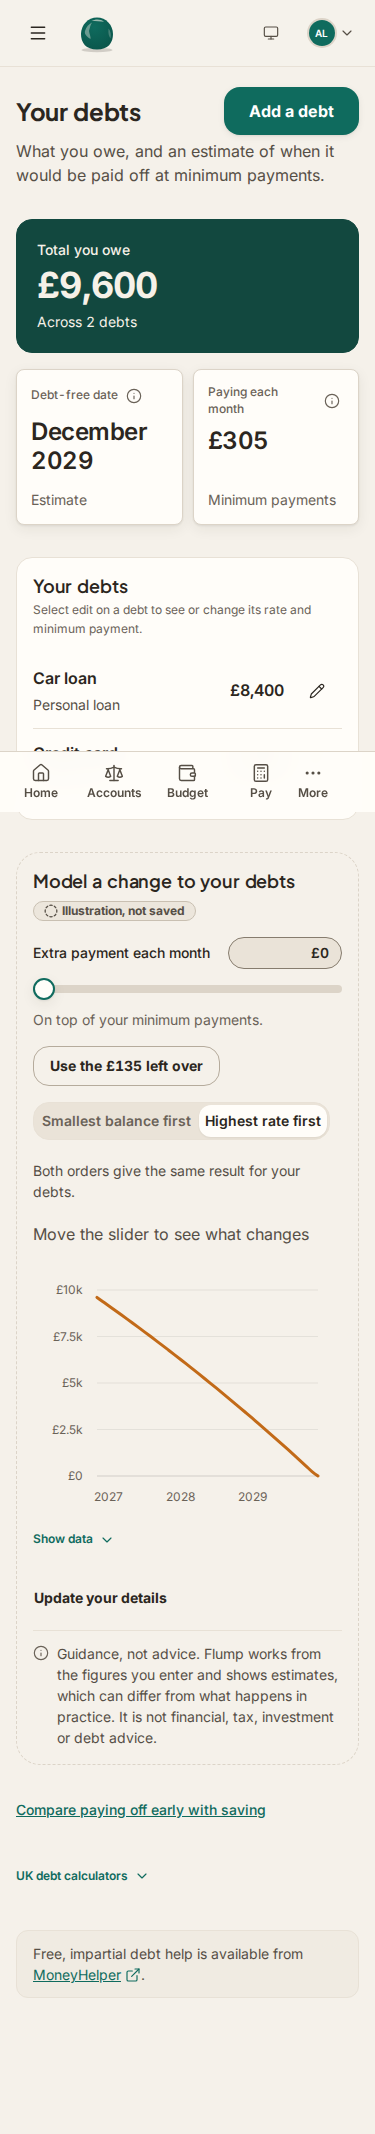 AL
Your debts
Add a debt
What you owe, and an estimate of when it
would be paid off at minimum payments.
Total you owe
£9,600
Across 2 debts
Debt-free date
December
2029
Estimate
Paying each
month
£305
Minimum payments
Your debts
Select edit on a debt to see or change its rate and
minimum payment.
Car loan
£8,400
Personal loan
Credit card
Home
Accounts
Budget
Pay
More
Model a change to your debts
Illustration, not saved
Extra payment each month
£0
On top of your minimum payments.
Use the £135 left over
Smallest balance first
Highest rate first
Both orders give the same result for your
debts.
Move the slider to see what changes
£10k
£7.5k
£5k
£2.5k
£0
2027
2028
2029
Show data
Update your details
Guidance, not advice. Flump works from
the figures you enter and shows estimates,
which can differ from what happens in
practice. It is not financial, tax, investment
or debt advice.
Compare paying off early with saving
UK debt calculators
Free, impartial debt help is available from
MoneyHelper.